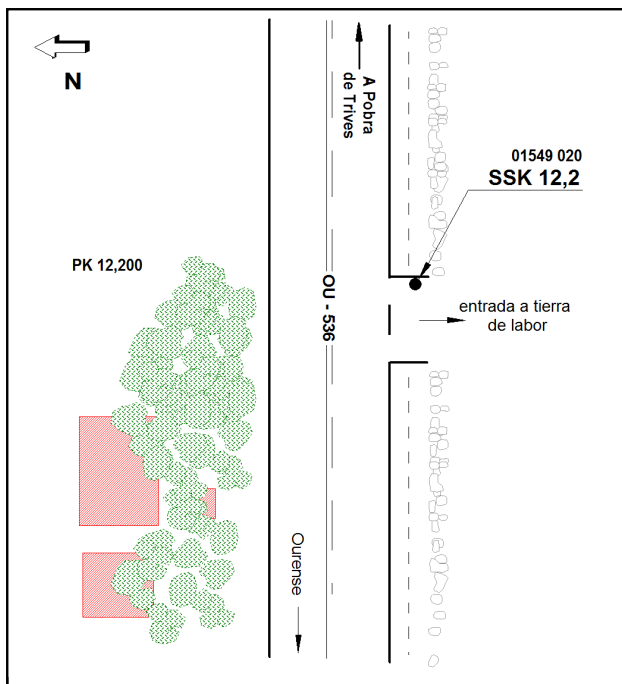 N
A Pobra
de Trives
01549 020
SSK 12,2
PK 12,200
OU - 536
entrada a tierra
de labor
Ourense